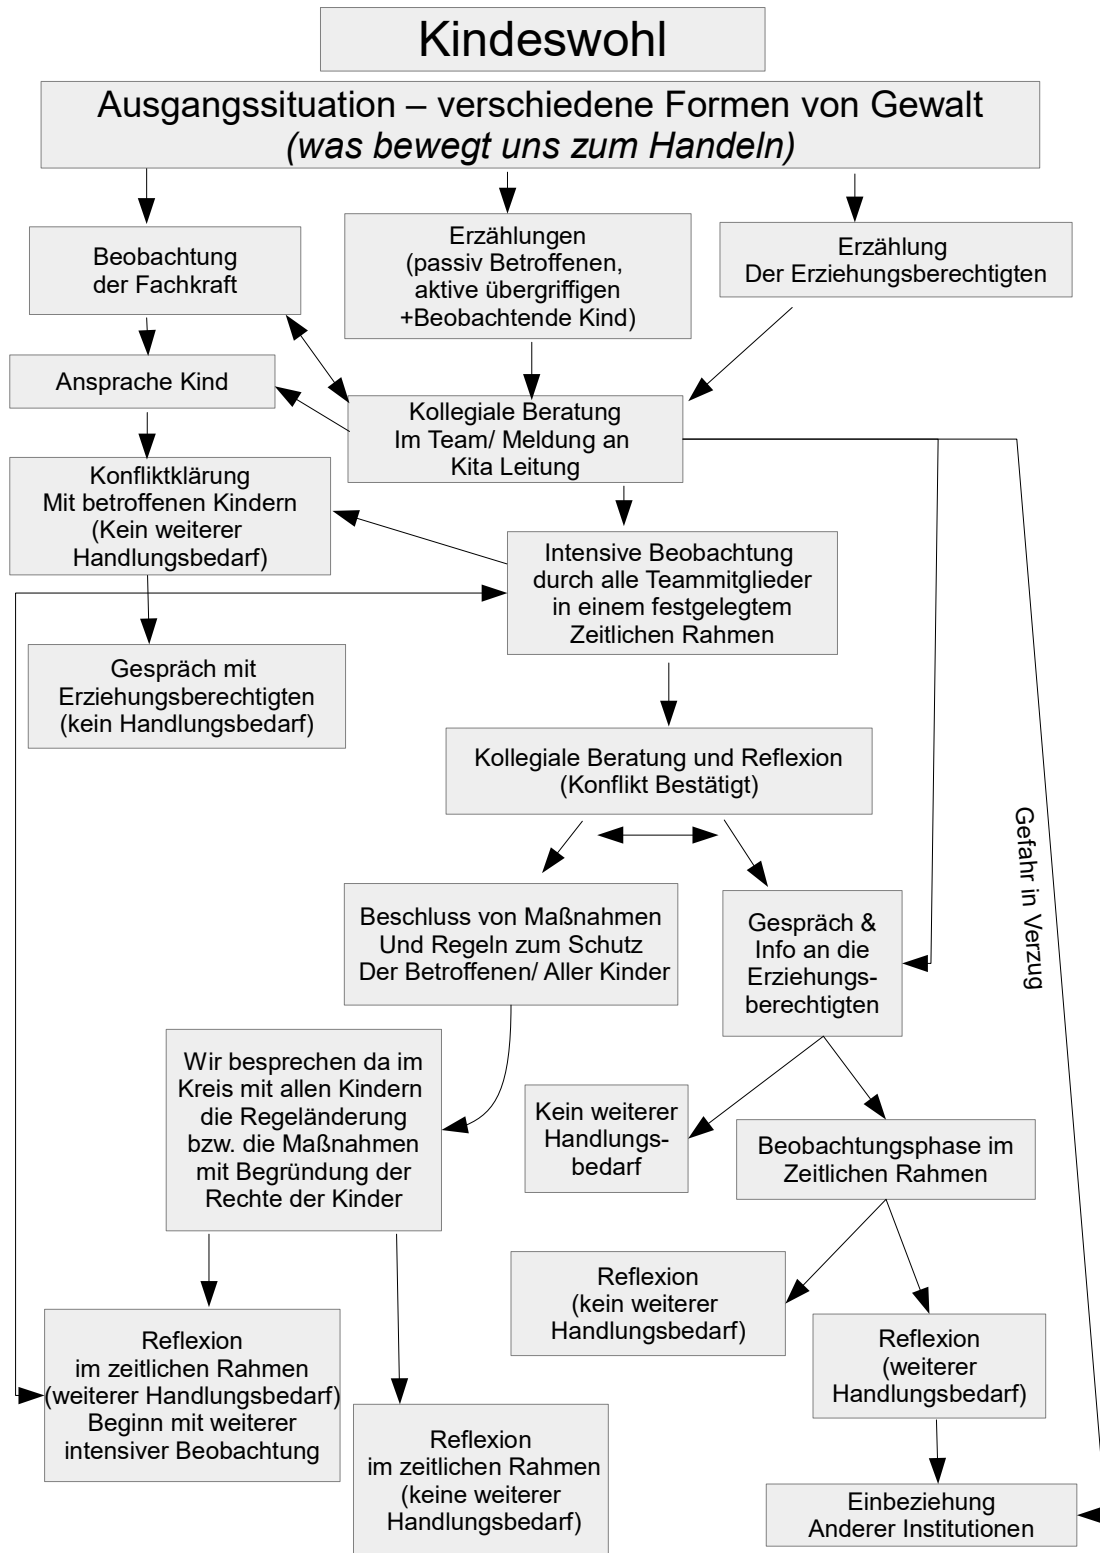 Kindeswohl
Ausgangssituation – verschiedene Formen von Gewalt
(was bewegt uns zum Handeln)
Beobachtung
der Fachkraft
Erzählungen
(passiv Betroffenen,
aktive übergriffigen
+Beobachtende Kind)
Erzählung
Der Erziehungsberechtigten
Ansprache Kind
Kollegiale Beratung
Im Team/ Meldung an
Kita Leitung
Konfliktklärung
Mit betroffenen Kindern
(Kein weiterer
Handlungsbedarf)
Intensive Beobachtung
durch alle Teammitglieder
in einem festgelegtem
Zeitlichen Rahmen
Gespräch mit
Erziehungsberechtigten
(kein Handlungsbedarf)
Kollegiale Beratung und Reflexion
(Konflikt Bestätigt)
Gefahr in Verzug
Beschluss von Maßnahmen
Und Regeln zum Schutz
Der Betroffenen/ Aller Kinder
Gespräch &
Info an die
Erziehungs-
berechtigten
Wir besprechen da im
Kreis mit allen Kindern
die Regeländerung
bzw. die Maßnahmen
mit Begründung der
Rechte der Kinder
Kein weiterer
Handlungs-
bedarf
Beobachtungsphase im
Zeitlichen Rahmen
Reflexion
(kein weiterer
Handlungsbedarf)
Reflexion
(weiterer
Handlungsbedarf)
Reflexion
im zeitlichen Rahmen
(weiterer Handlungsbedarf)
Beginn mit weiterer
intensiver Beobachtung
Reflexion
im zeitlichen Rahmen
(keine weiterer
Handlungsbedarf)
Einbeziehung
Anderer Institutionen